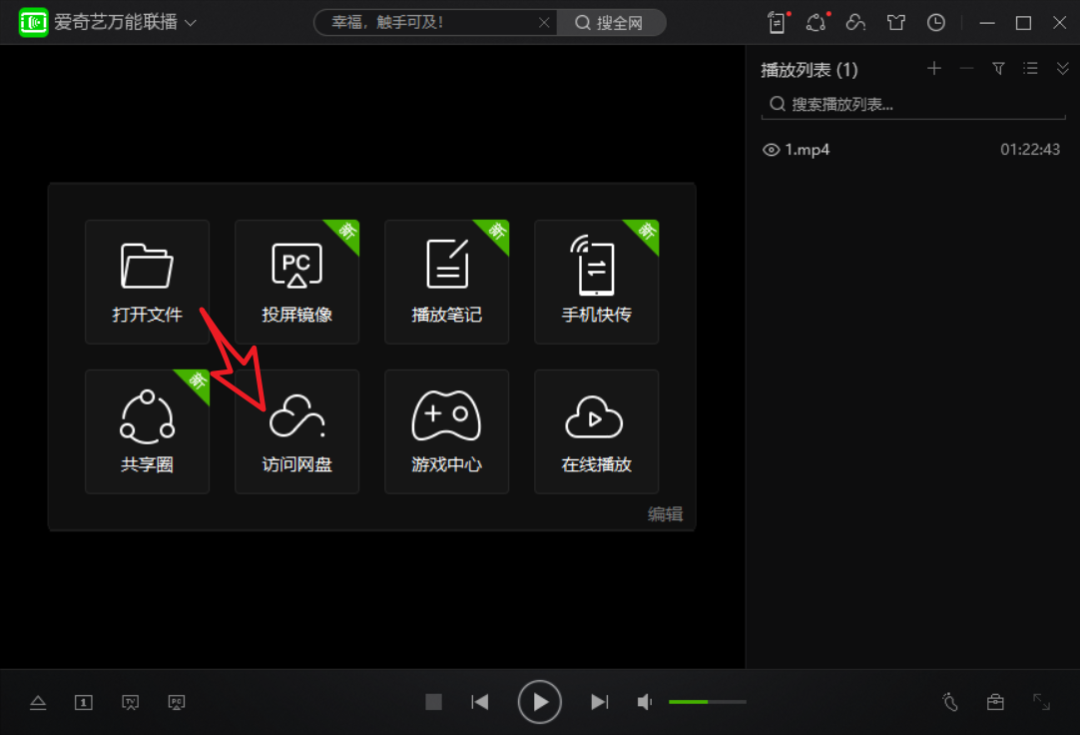 爱奇艺万能联播
幸福，触手可及！
搜全网
播放列表 (1)
搜索播放列表...
1.mp4 01:22:43
新 新 新
PC
打开文件 投屏镜像 播放笔记 手机快传
新
共享圈 访问网盘 游戏中心 在线播放
编辑
1 TV PC